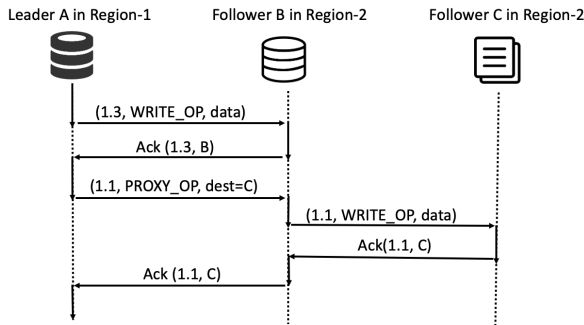 Leader A in Region-1
Follower B in Region-2
Follower C in Region-2
(1.3, WRITE_OP, data)
Ack (1.3, B)
(1.1, PROXY_OP, dest=C)
(1.1, WRITE_OP, data)
Ack(1.1, C)
Ack (1.1, C)